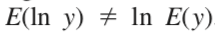 E(ln y) ≠ ln E(y)